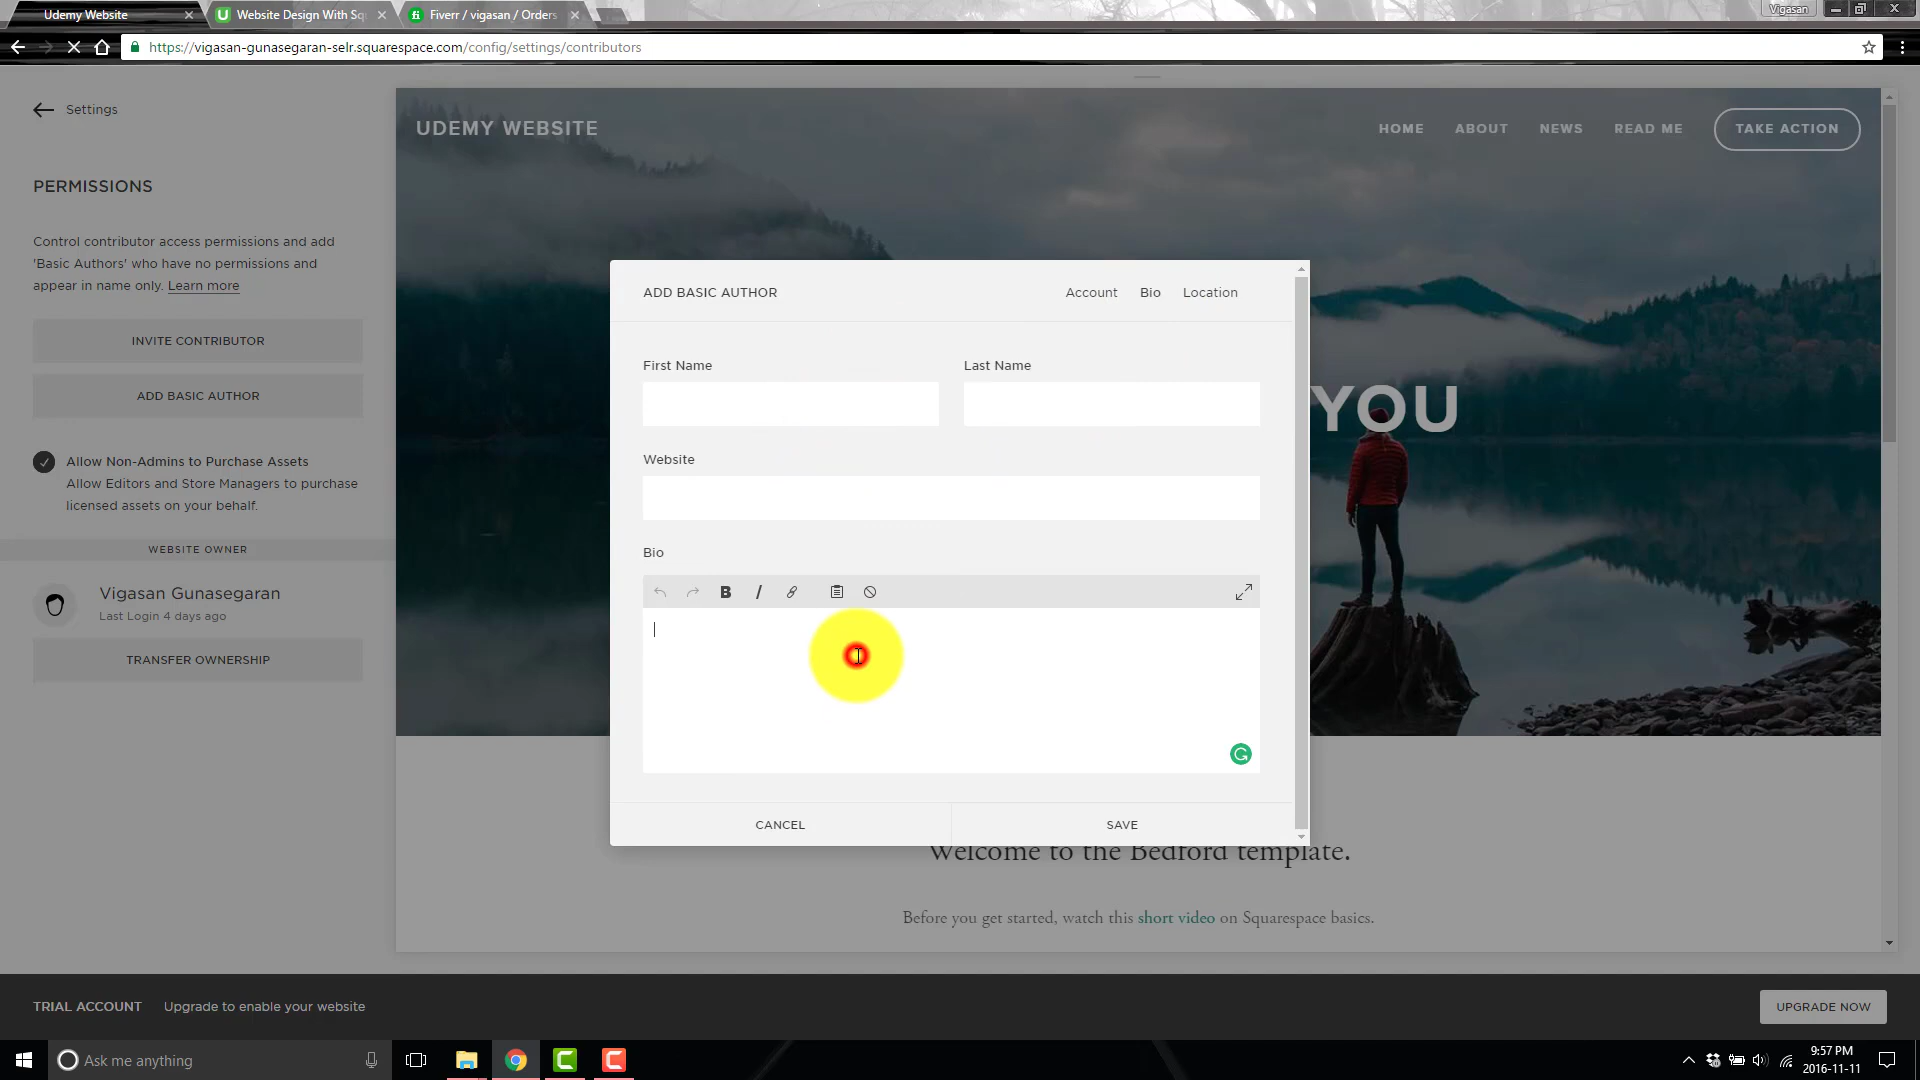 Udemy Website
Website Design With Sq
Fiverr / vigasan / Orders
Vigasan
https://vigasan-gunasegaran-selr.squarespace.com/config/settings/contributors
Settings
PERMISSIONS
Control contributor access permissions and add
'Basic Authors' who have no permissions and
appear in name only. Learn more
INVITE CONTRIBUTOR
ADD BASIC AUTHOR
Allow Non-Admins to Purchase Assets
Allow Editors and Store Managers to purchase
licensed assets on your behalf.
WEBSITE OWNER
Vigasan Gunasegaran
Last Login 4 days ago
TRANSFER OWNERSHIP
UDEMY WEBSITE
HOME ABOUT NEWS READ ME TAKE ACTION
YOU
ADD BASIC AUTHOR
Account Bio Location
First Name Last Name
Website
Bio
B I
CANCEL SAVE
Welcome to the Bedford template.
Before you get started, watch this short video on Squarespace basics.
TRIAL ACCOUNT Upgrade to enable your website
UPGRADE NOW
Ask me anything
9:57 PM
2016-11-11